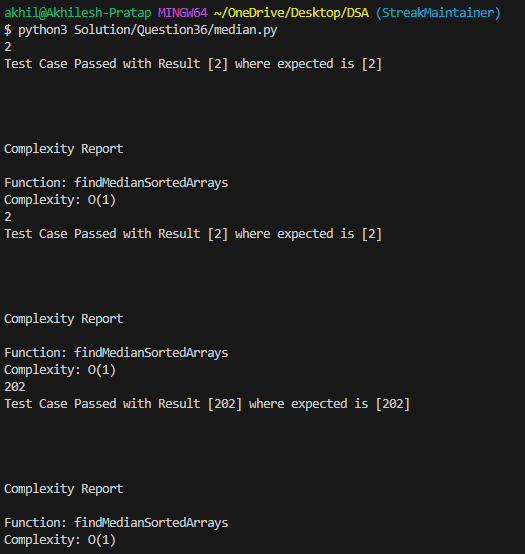 akhil@Akhilesh-Pratap MINGW64 ~/OneDrive/Desktop/DSA (StreakMaintainer)
$ python3 Solution/Question36/median.py
2
Test Case Passed with Result [2] where expected is [2]
Complexity Report
Function: findMedianSortedArrays
Complexity: O(1)
2
Test Case Passed with Result [2] where expected is [2]
Complexity Report
Function: findMedianSortedArrays
Complexity: O(1)
202
Test Case Passed with Result [202] where expected is [202]
Complexity Report
Function: findMedianSortedArrays
Complexity: O(1)